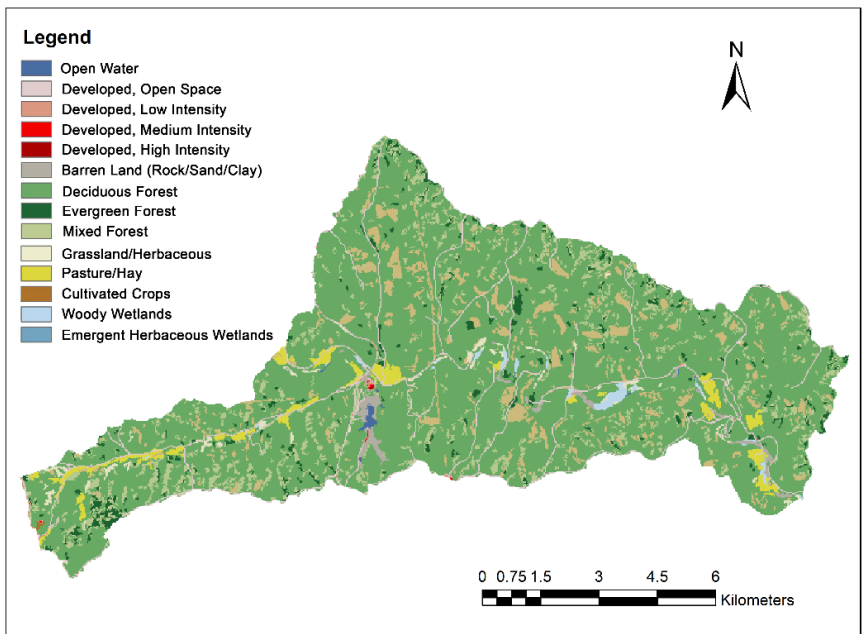 Legend
Open Water
Developed, Open Space
Developed, Low Intensity
Developed, Medium Intensity
Developed, High Intensity
Barren Land (Rock/Sand/Clay)
Deciduous Forest
Evergreen Forest
Mixed Forest
Grassland/Herbaceous
Pasture/Hay
Cultivated Crops
Woody Wetlands
Emergent Herbaceous Wetlands
N
0 0.75 1.5 3 4.5 6
Kilometers